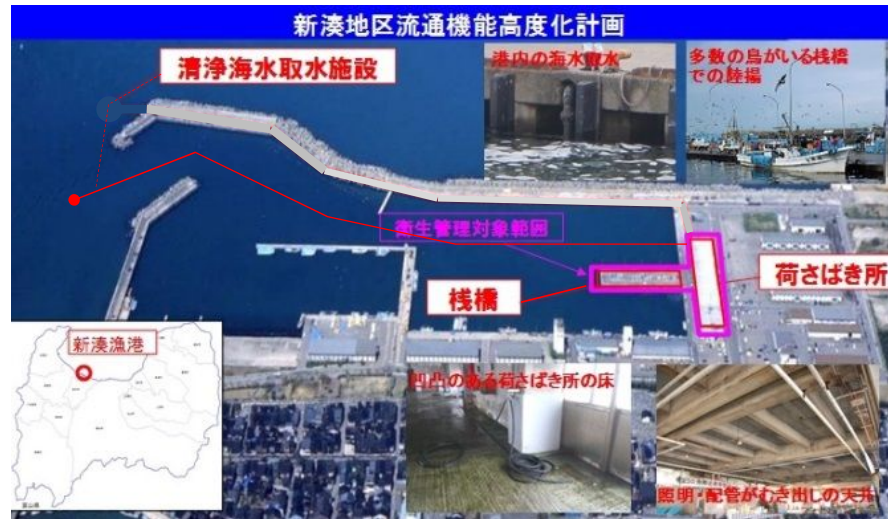 新湊地区流通機能高度化計画
清浄海水取水施設
港内の海水取水
多数の鳥がいる桟橋
での陸揚
衛生管理対象範囲
桟橋
荷さばき所
新湊漁港
凹凸のある荷さばき所の床
照明・配管がむき出しの天井
富山県